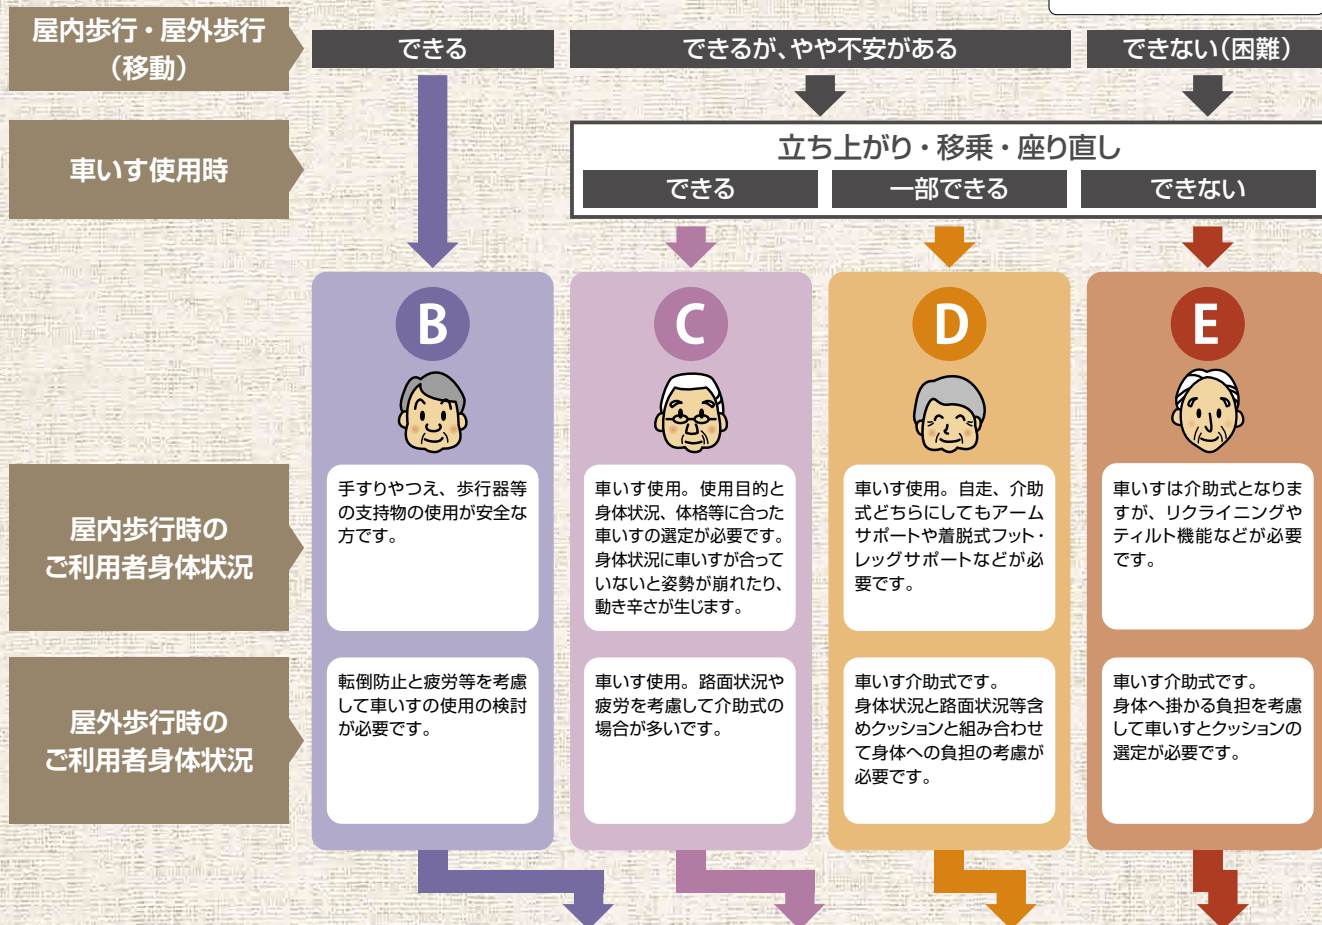 屋内歩行・屋外歩行
（移動）
できる
できるが、やや不安がある
できない（困難）
車いす使用時
立ち上がり・移乗・座り直し
できる
一部できる
できない
B
C
D
E
屋内歩行時の
ご利用者身体状況
手すりやつえ、歩行器等
の支持物の使用が安全な
方です。
車いす使用。使用目的と
身体状況、体格等に合った
車いすの選定が必要です。
身体状況に車いすが合って
いないと姿勢が崩れたり、
動き辛さが生じます。
車いす使用。自走、介助
式どちらにしてもアーム
サポートや着脱式フット・
レッグサポートなどが必
要です。
車いすは介助式となりま
すが、リクライニングや
ティルト機能などが必要
です。
屋外歩行時の
ご利用者身体状況
転倒防止と疲労等を考慮
して車いすの使用の検討
が必要です。
車いす使用。路面状況や
疲労を考慮して介助式の
場合が多いです。
車いす介助式です。
身体状況と路面状況等含
めクッションと組み合わせ
て身体への負担の考慮が
必要です。
車いす介助式です。
身体へ掛かる負担を考慮
して車いすとクッションの
選定が必要です。